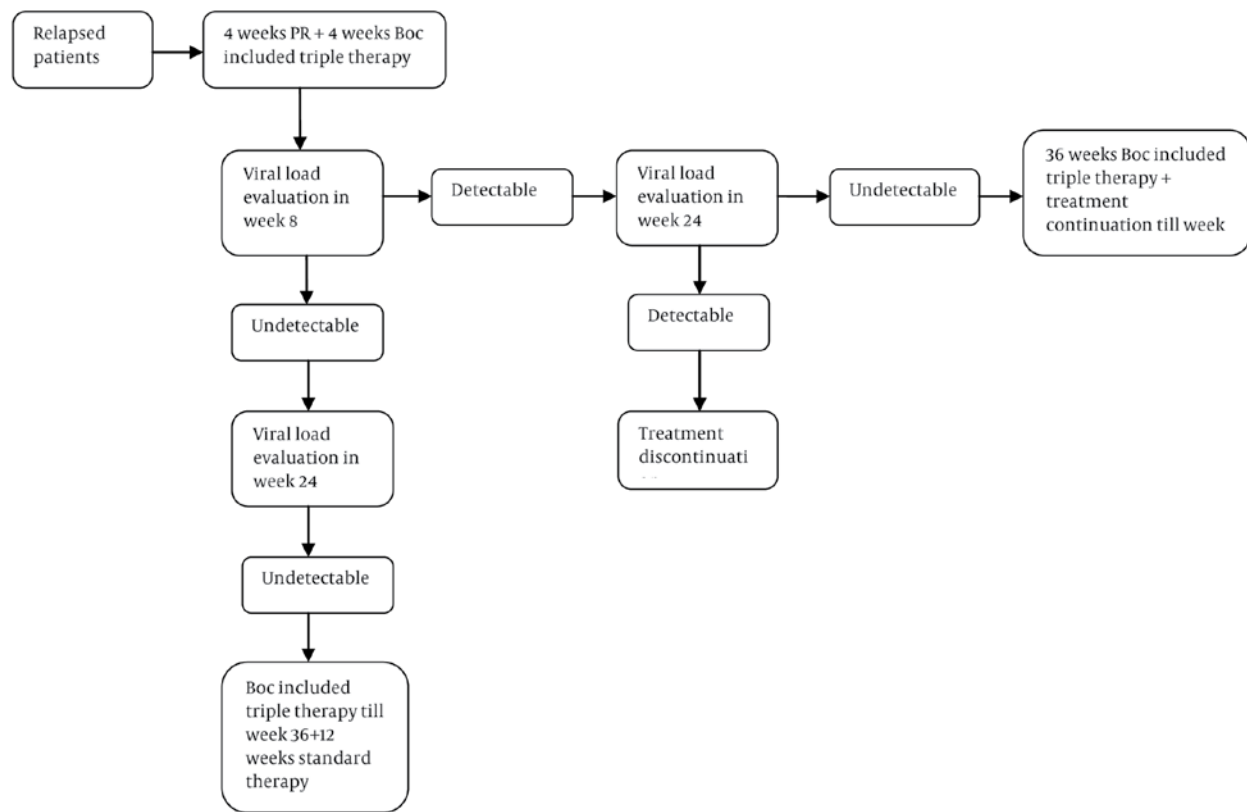 Relapsed
patients
4 weeks PR + 4 weeks Boc
included triple therapy
Viral load
evaluation in
week 8
Detectable
Viral load
evaluation in
week 24
Undetectable
36 weeks Boc included
triple therapy +
treatment
continuation till week
Undetectable
Detectable
Viral load
evaluation in
week 24
Treatment
discontinuati
Undetectable
Boc included
triple therapy till
week 36+12
weeks standard
therapy